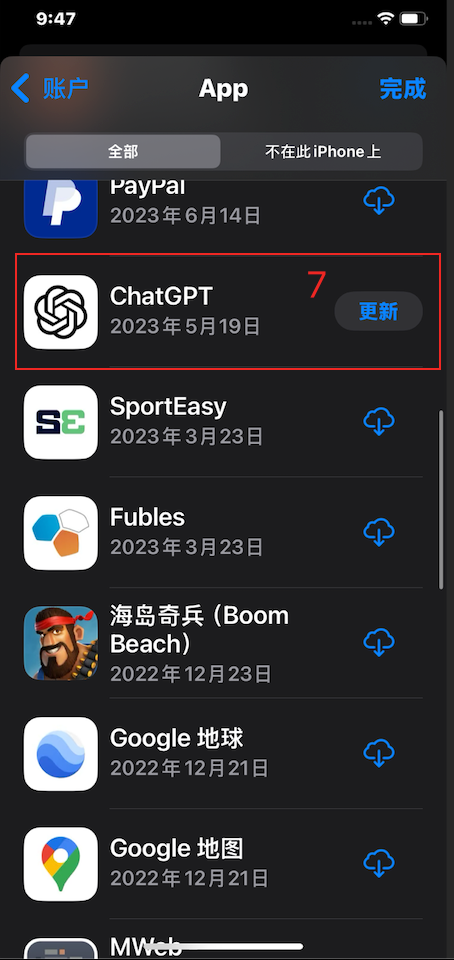 9:47
账户
App
完成
全部
不在此 iPhone 上
PayPal
2023年6月14日
7
ChatGPT
2023年5月19日
更新
SE
SportEasy
2023年3月23日
Fubles
2023年3月23日
海岛奇兵（Boom
Beach）
2022年12月23日
Google 地球
2022年12月21日
Google 地图
2022年12月21日
MWeb